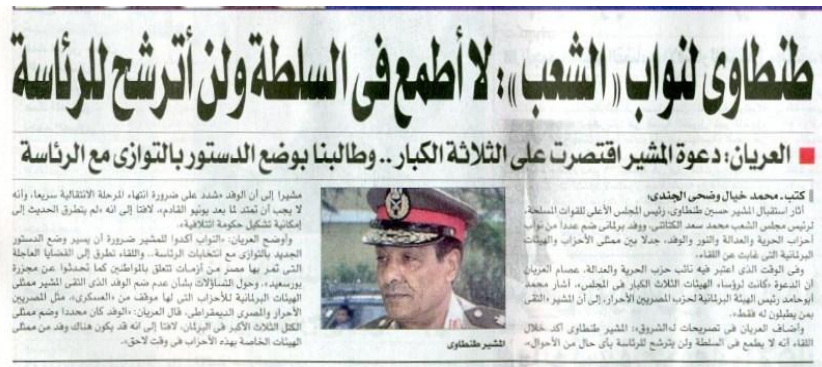 طنطاوى لنواب «الشعب»: لا أطمع فى السلطة ولن أترشح للرئاسة
العريان: دعوة المشير اقتصرت على الثلاثة الكبار .. وطالبنا بوضع الدستور بالتوازى مع الرئاسة
كتب ـ محمد خيال وضحى الجندى:
أثار استقبال المشير حسين طنطاوى، رئيس المجلس الأعلى للقوات المسلحة،
لرئيس مجلس الشعب محمد سعد الكتاتنى، ووفد برلمانى ضم عدداً من نواب
أحزاب الحرية والعدالة والنور والوفد، جدلا بين ممثلى الأحزاب والهيئات
البرلمانية التى غابت عن اللقاء.
وفى الوقت الذى اعتبر فيه نائب حزب الحرية والعدالة، عصام العريان
أن الدعوة «كانت لرؤساء الهيئات الثلاث الكبار فى المجلس»، أشار محمد
أبوحامد رئيس الهيئة البرلمانية لحزب المصريين الأحرار، إلى أن المشير «التقى
بمن يطبلون له فقط».
وأضاف العريان فى تصريحات لـ«الشروق»: المشير طنطاوى أكد خلال
اللقاء أنه لا يطمع فى السلطة ولن يترشح للرئاسة بأى حال من الأحوال،
المشير طنطاوى
مشيرا إلى أن الوفد «شدد على ضرورة انتهاء المرحلة الانتقالية سريعا، وأنه
لا يجب أن تمتد لما بعد يونيو القادم»، لافتا إلى أنه «لم يتطرق الحديث إلى
إمكانية تشكيل حكومة ائتلافية».
وأوضح العريان: «النواب أكدوا للمشير ضرورة أن يسير وضع الدستور
الجديد بالتوازى مع انتخابات الرئاسة.. واللقاء تطرق إلى القضايا العاجلة
التى تمر بها مصر من أزمات تتعلق بالمواطنين كما تحدثوا عن مجزرة
بورسعيد»، وحول التساؤلات بشأن عدم ضم الوفد الذى التقى المشير ممثلى
الهيئات البرلمانية للأحزاب التى لها موقف من «العسكرى»، مثل المصريين
الأحرار والمصرى الديمقراطى، قال العريان: «الوفد كان محددا وضم ممثلى
الكتل الثلاث الأكبر فى البرلمان، لافتا إلى انه قد يكون هناك وفد من ممثلى
الهيئات الخاصة بهذه الأحزاب فى وقت لاحق».